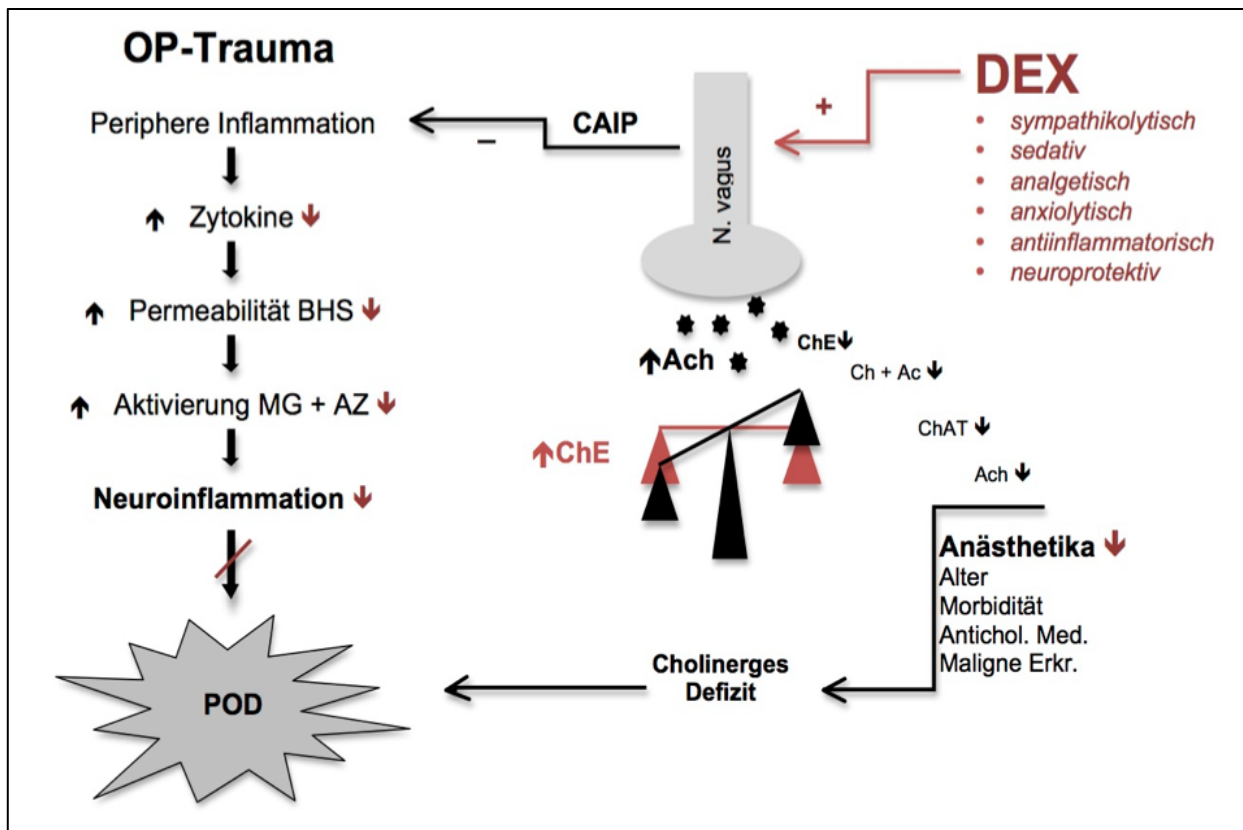 OP-Trauma
Periphere Inflammation
Zytokine
Permeabilität BHS
Aktivierung MG + AZ
Neuroinflammation
POD
CAIP
–
N. vagus
+
DEX
• sympathikolytisch
• sedativ
• analgetisch
• anxiolytisch
• antiinflammatorisch
• neuroprotektiv
Ach
ChE
Ch + Ac
ChAT
Ach
ChE
Anästhetika
Alter
Morbidität
Antichol. Med.
Maligne Erkr.
Cholinerges
Defizit